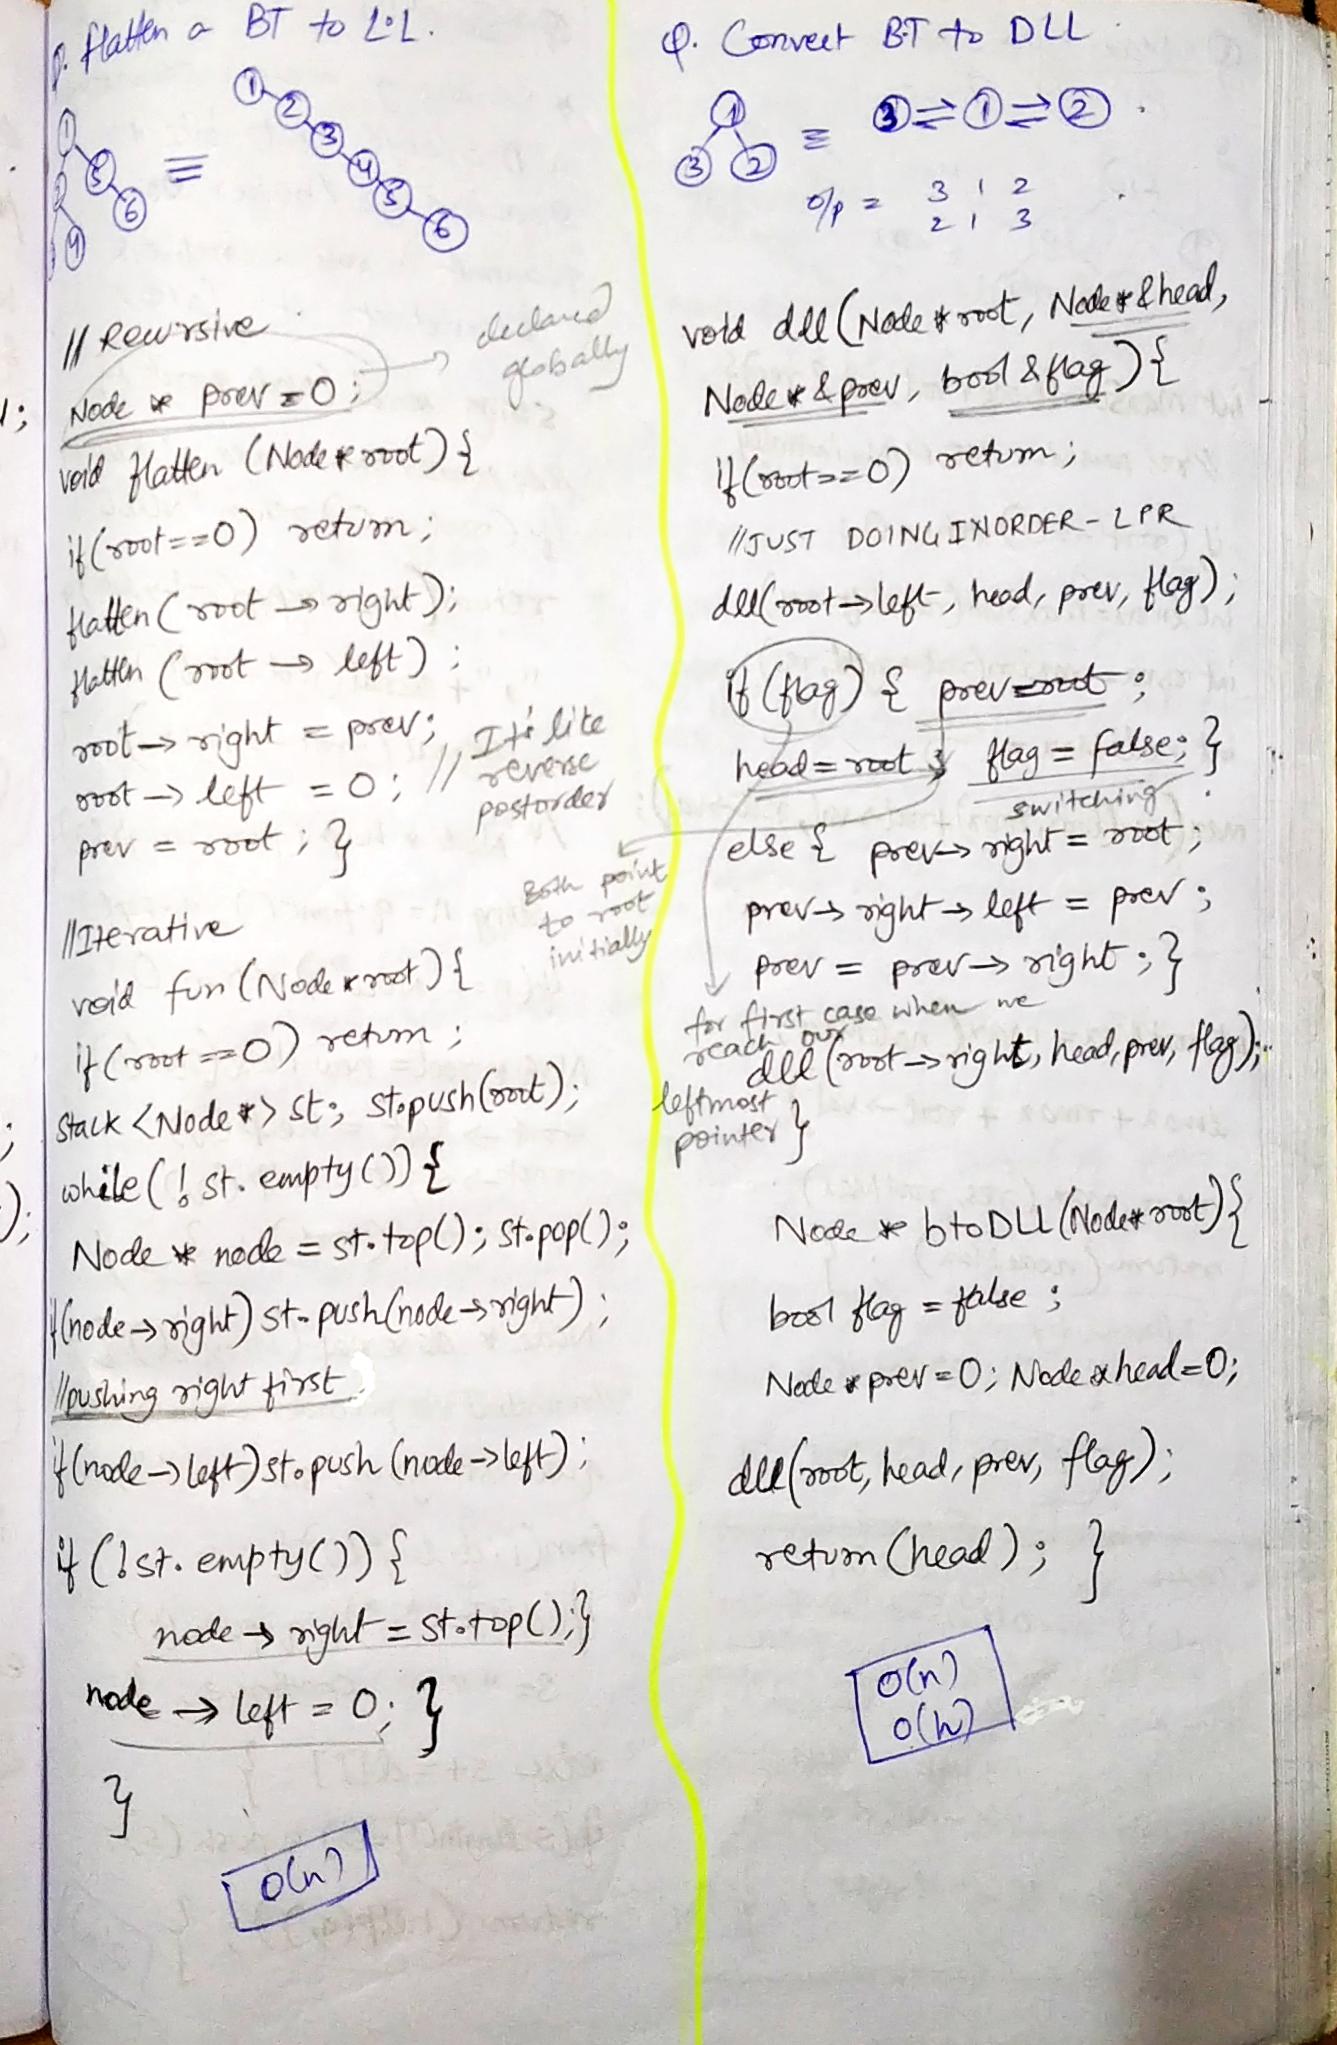 Q. flatten a BT to L.L.
1
2
3
4
5
6
1
5
2
6
4
≡
// Recursive
declared
globally
Node * prev = 0;
void flatten (Node * root) {
if (root==0) return;
flatten (root → right);
flatten (root → left);
root → right = prev;
root → left = 0; // It's like
reverse
postorder
prev = root; }
//Iterative
void fun (Node * root) {
if (root ==0) return;
stack <Node *> st; st.push(root);
while (! st. empty()) {
Node * node = st.top(); st.pop();
if(node → right) st.push(node → right);
//pushing right first
if(node → left) st.push (node → left);
if (!st. empty()) {
node → right = st.top(); }
node → left = 0; }
}
O(n)
Q. Convert BT to DLL
1
3 2
≡ 3 ⇌ 1 ⇌ 2
o/p = 3 1 2
2 1 3
void dll (Node * root, Node * &head,
Node * & prev, bool &flag) {
if (root==0) return;
//JUST DOING INORDER - LPR
dll(root → left, head, prev, flag);
if (flag) { prev=root;
head = root; flag = false; }
switching
else { prev → right = root;
Both point
to root
initially
prev → right → left = prev;
prev = prev → right; }
for first case when we
reach our
leftmost
pointer
dll (root → right, head, prev, flag);
}
Node * btoDLL (Node* root) {
bool flag = false;
Node * prev = 0; Node * head=0;
dll (root, head, prev, flag);
return (head); }
O(n)
O(h)